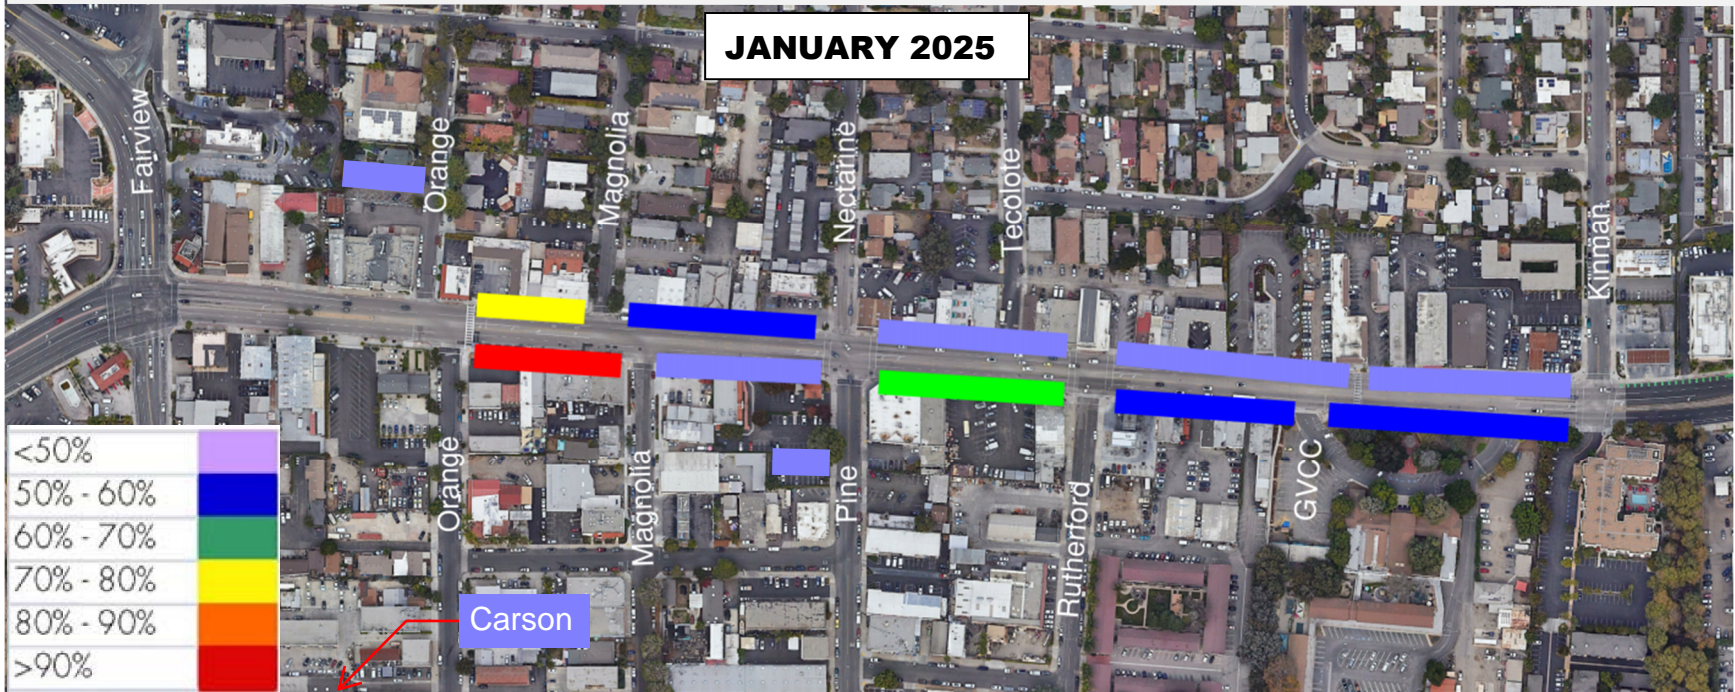 JANUARY 2025
Fairview
Orange
Magnolia
Nectarine
Tecolote
Kinman
Orange
Magnolia
Pine
Rutherford
GVCC
<50%
50% - 60%
60% - 70%
70% - 80%
80% - 90%
>90%
Carson